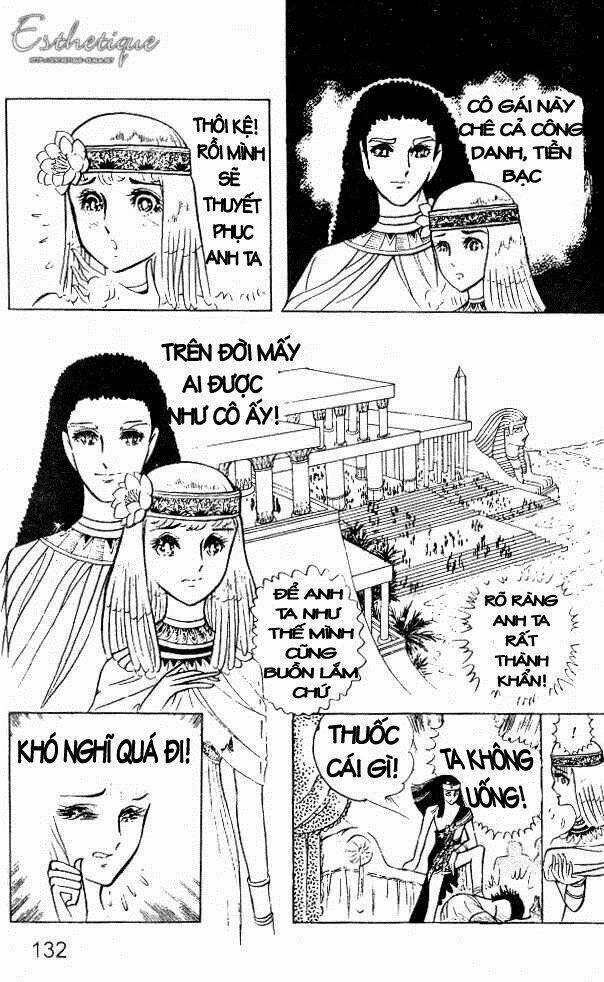 Esthetique
CÔ GÁI NÀY
CHÊ CẢ CÔNG
DANH, TIỀN
BẠC
THÔI KỆ!
RỒI MÌNH
SẼ
THUYẾT
PHỤC
ANH TA
TRÊN ĐỜI MẤY
AI ĐƯỢC
NHƯ CÔ ẤY!
ĐỂ ANH
TA NHƯ
THẾ MÌNH
CŨNG
BUỒN LẮM
CHỨ
RÕ RÀNG
ANH TA
RẤT
THÀNH
KHẨN!
KHÓ NGHĨ QUÁ ĐI!
THUỐC
CÁI GÌ!
TA KHÔNG
UỐNG!
132